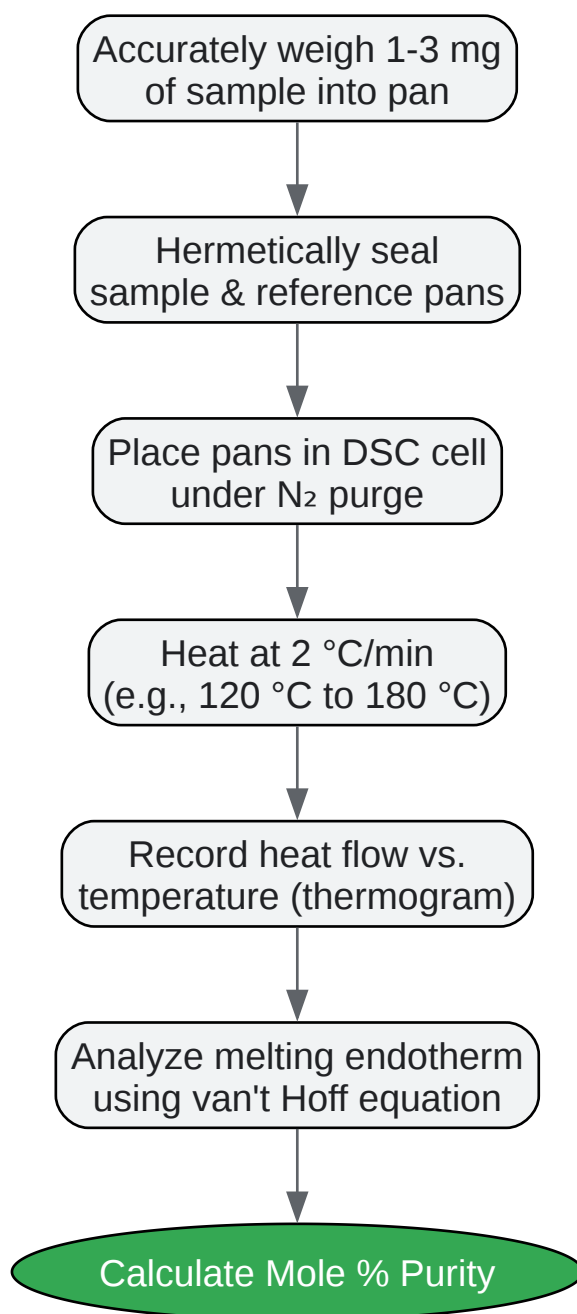 Accurately weigh 1-3 mg
of sample into pan
Hermetically seal
sample & reference pans
Place pans in DSC cell
under N₂ purge
Heat at 2 °C/min
(e.g., 120 °C to 180 °C)
Record heat flow vs.
temperature (thermogram)
Analyze melting endotherm
using van't Hoff equation
Calculate Mole % Purity